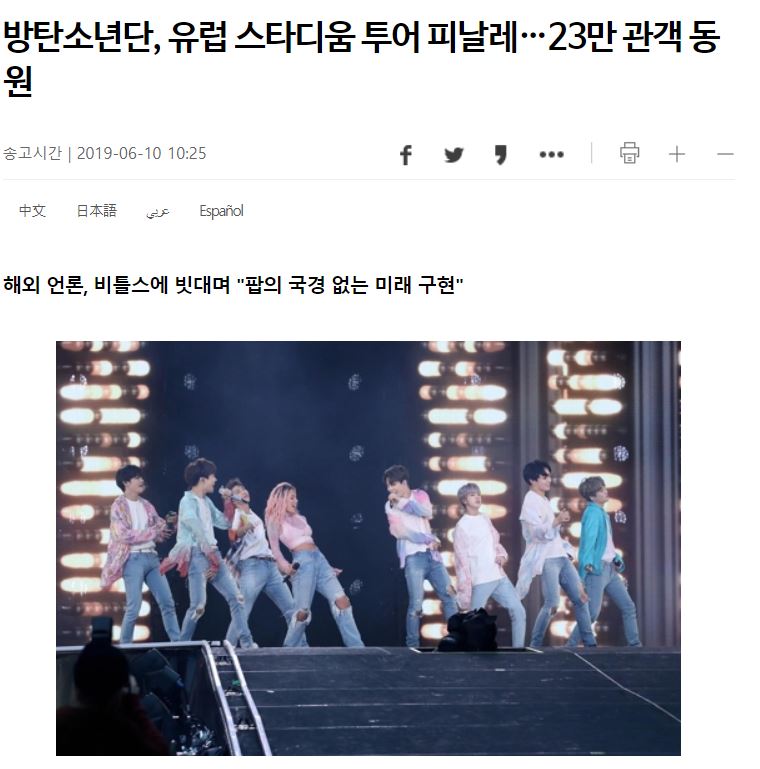 방탄소년단, 유럽 스타디움 투어 피날레…23만 관객 동
원
송고시간 | 2019-06-10 10:25
中文 日本語 عربي Español
해외 언론, 비틀스에 빗대며 "팝의 국경 없는 미래 구현"